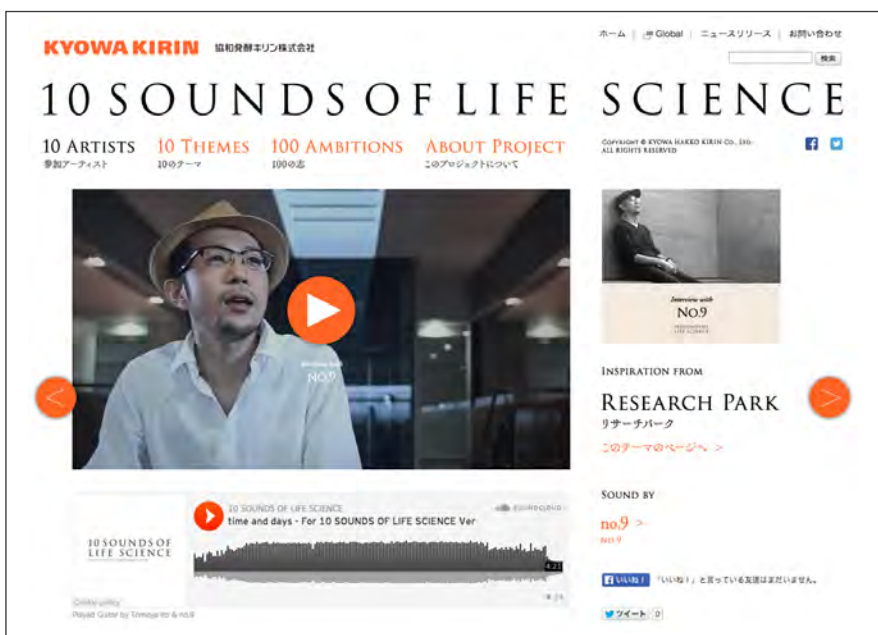 KYOWA KIRIN 協和発酵キリン株式会社
ホーム | Global | ニュースリリース | お問い合わせ
検索
10 SOUNDS OF LIFE SCIENCE
10 ARTISTS
参加アーティスト
10 THEMES
10のテーマ
100 AMBITIONS
100の志
ABOUT PROJECT
このプロジェクトについて
COPYRIGHT © KYOWA HAKKO KIRIN CO., LTD.
ALL RIGHTS RESERVED
NO.9
Interview with
NO.9
10 SOUNDS OF
LIFE SCIENCE
<
>
INSPIRATION FROM
RESEARCH PARK
リサーチパーク
このテーマのページへ >
10 SOUNDS OF LIFE SCIENCE
SOUNDCLOUD
time and days - For 10 SOUNDS OF LIFE SCIENCE Ver
10 SOUNDS OF
LIFE SCIENCE
4:21
Cookie policy
Played Guitar by Tomoya Ito & no.9
SOUND BY
no.9 >
NO.9
いいね! 「いいね!」と言っている友達はまだいません。
ツイート 0